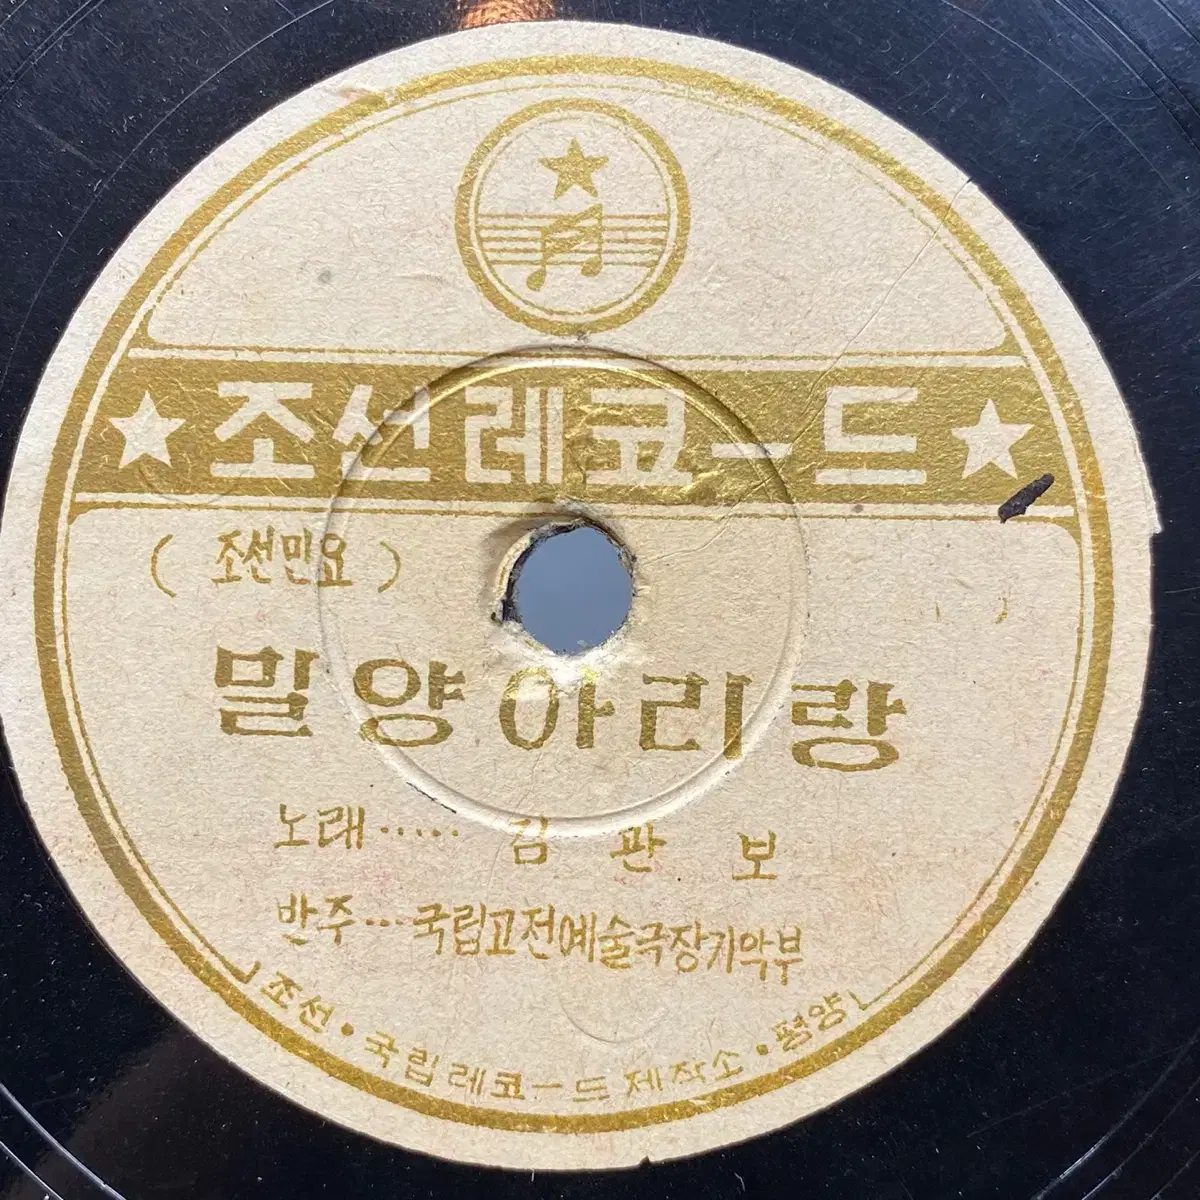 ★조선레코-드★
( 조선민요 )
밀양아리랑
노래····· 김 관 보
반주··· 국립고전예술극장기악부
조선·국립레코-드제작소·평양